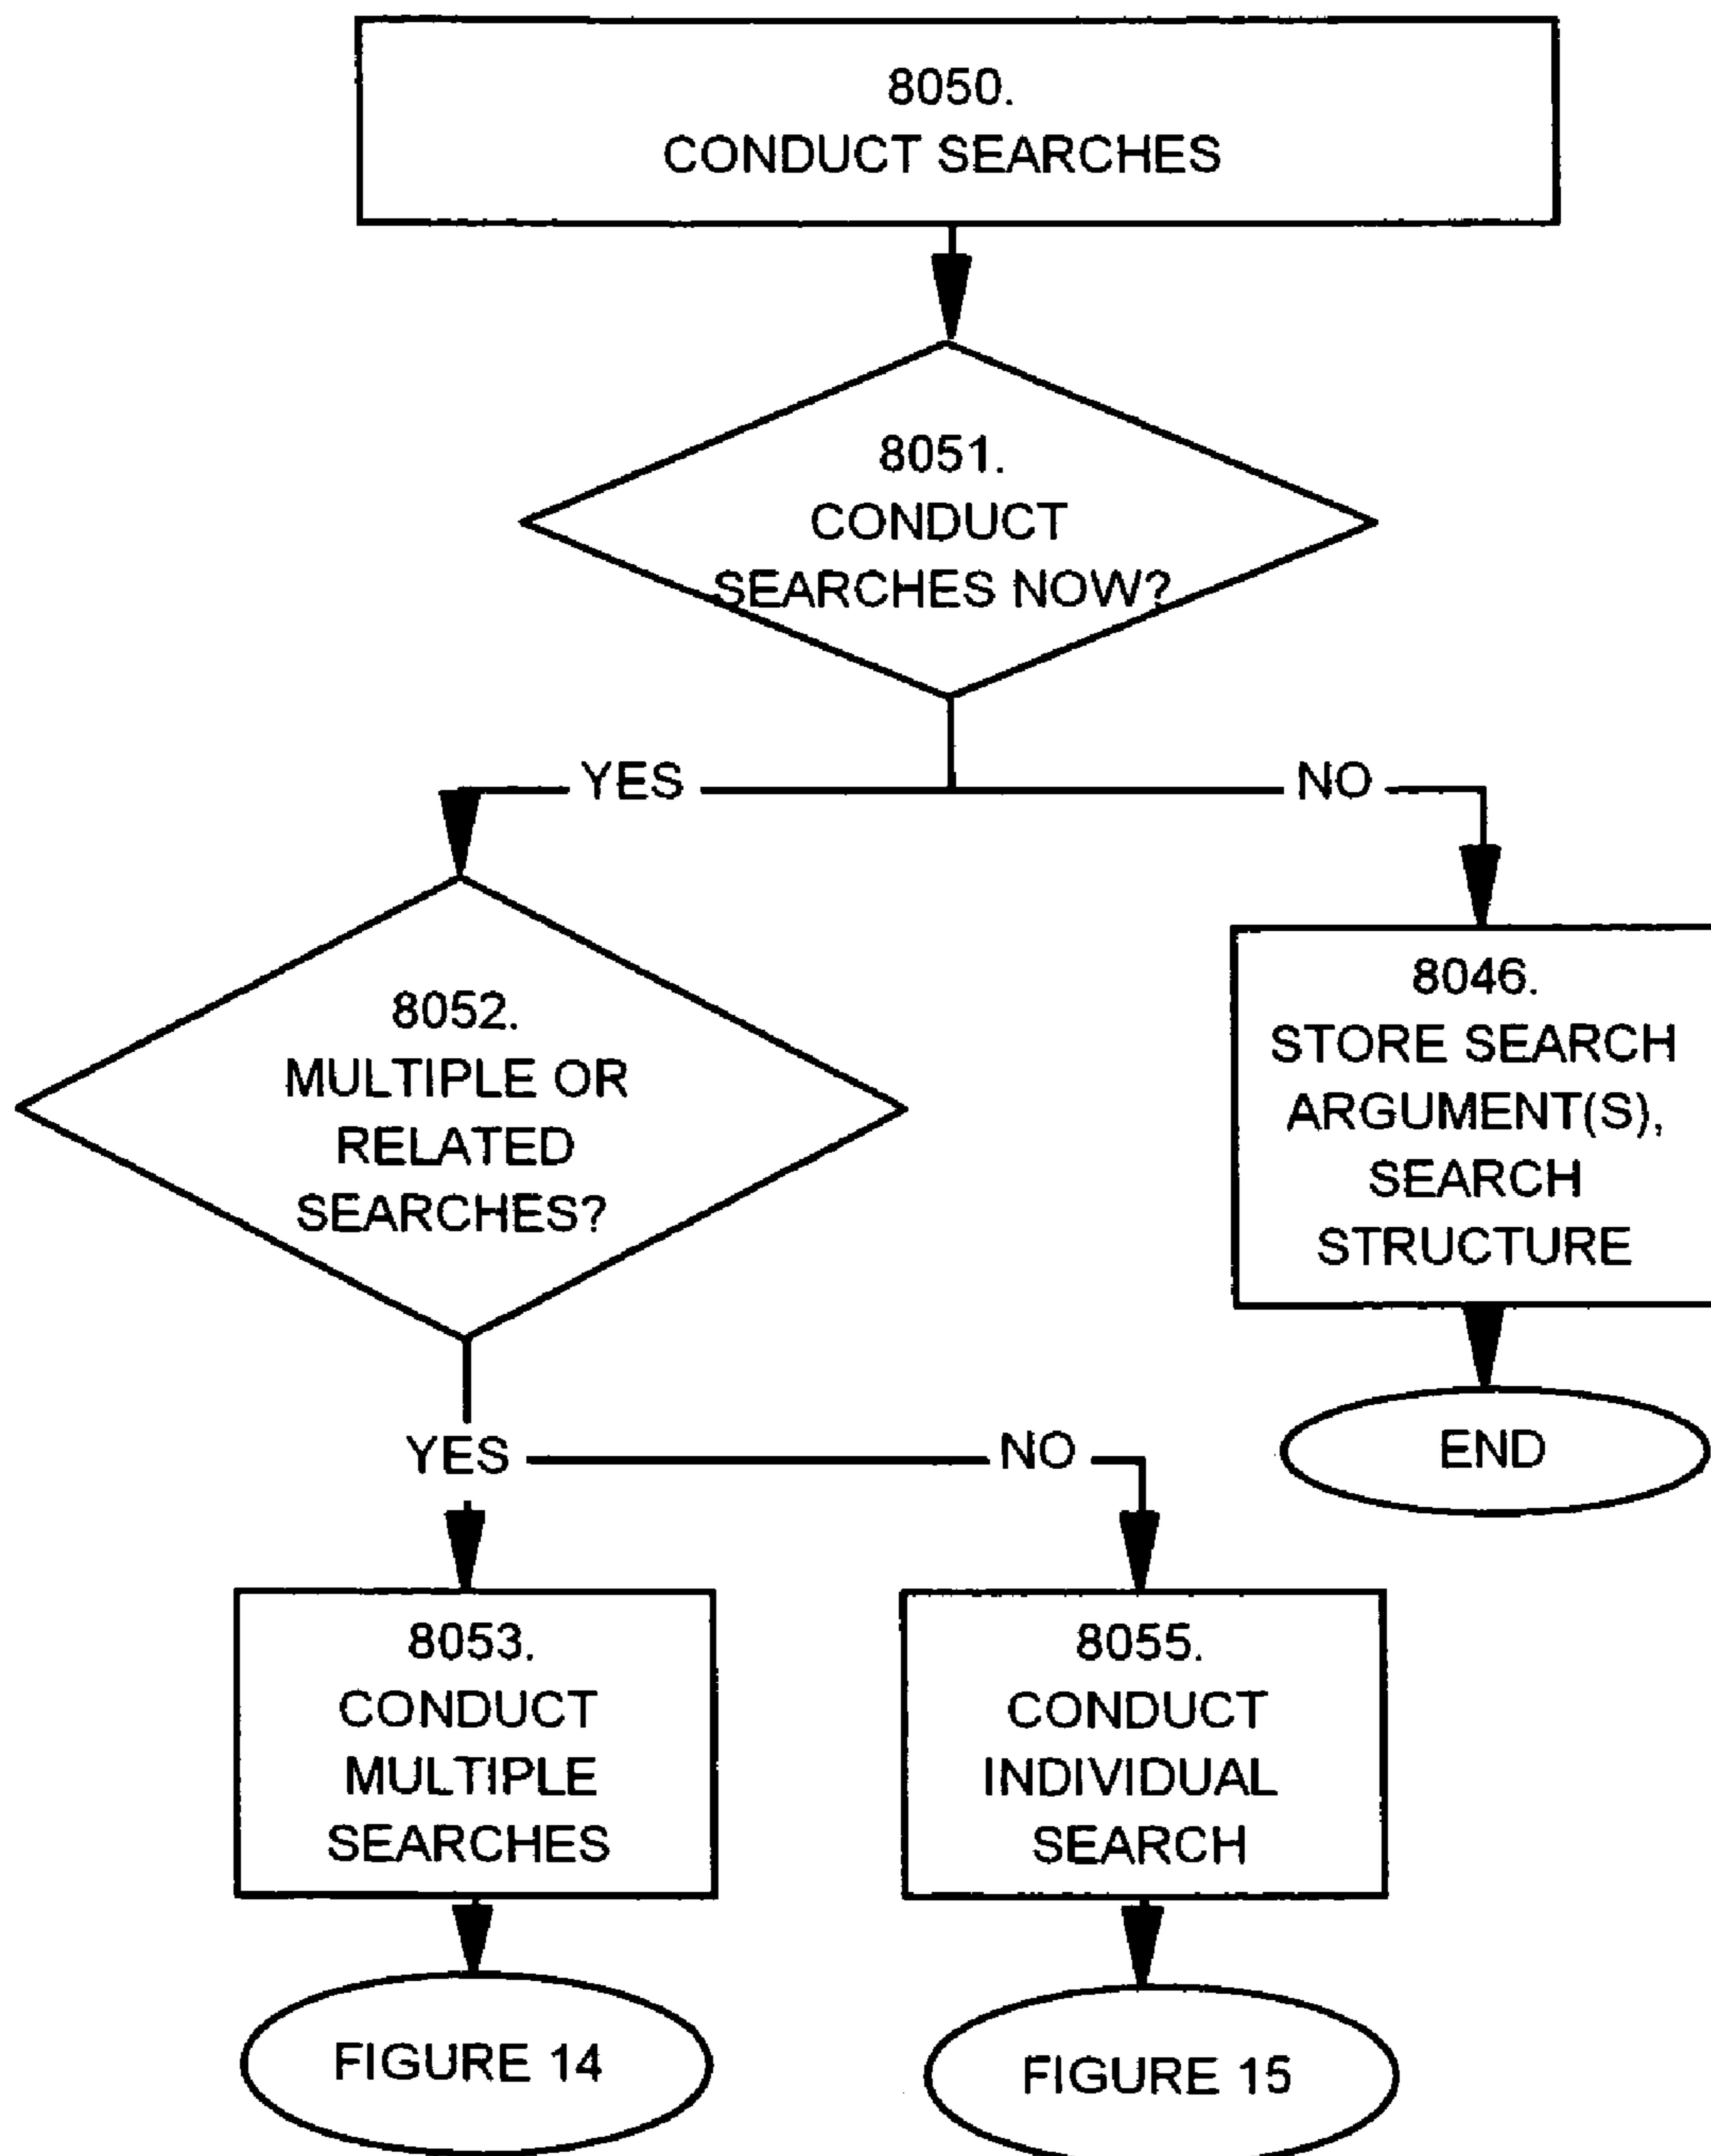 8050.
CONDUCT SEARCHES
8051.
CONDUCT
SEARCHES NOW?
YES
NO
8052.
MULTIPLE OR
RELATED
SEARCHES?
8046.
STORE SEARCH
ARGUMENT(S),
SEARCH
STRUCTURE
END
YES
NO
8053.
CONDUCT
MULTIPLE
SEARCHES
8055.
CONDUCT
INDIVIDUAL
SEARCH
FIGURE 14
FIGURE 15